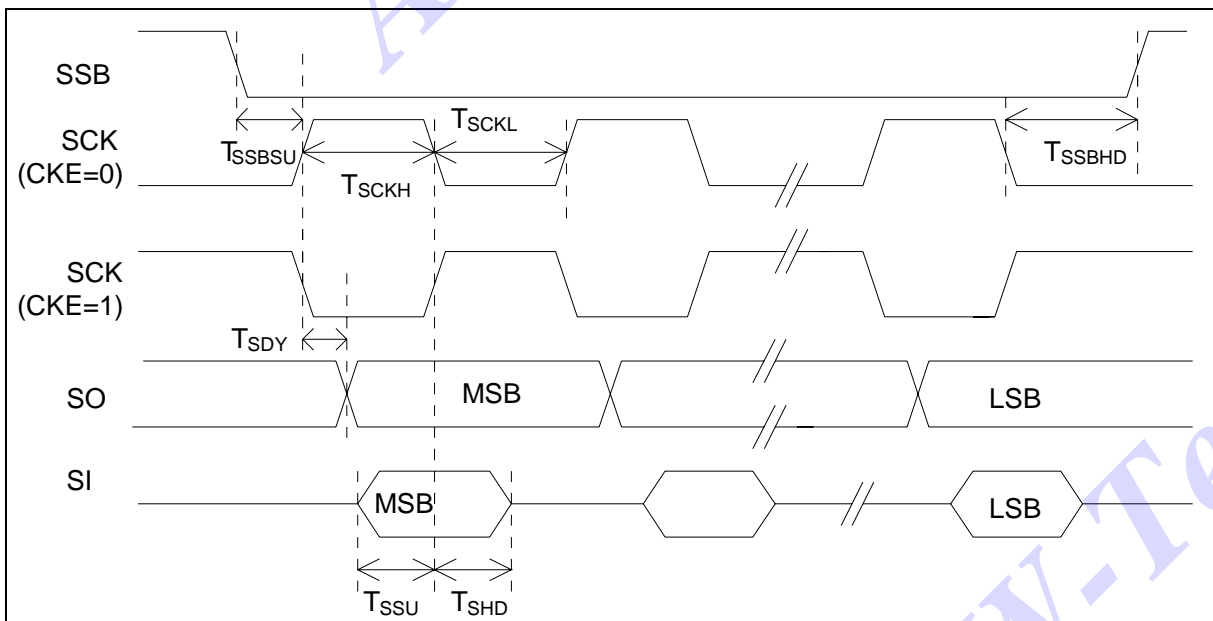 SSB
SCK
(CKE=0)
TSSBSU
TSCKH
TSCKL
TSSBHD
SCK
(CKE=1)
TSDY
SO
MSB
LSB
SI
MSB
LSB
TSSU
TSHD